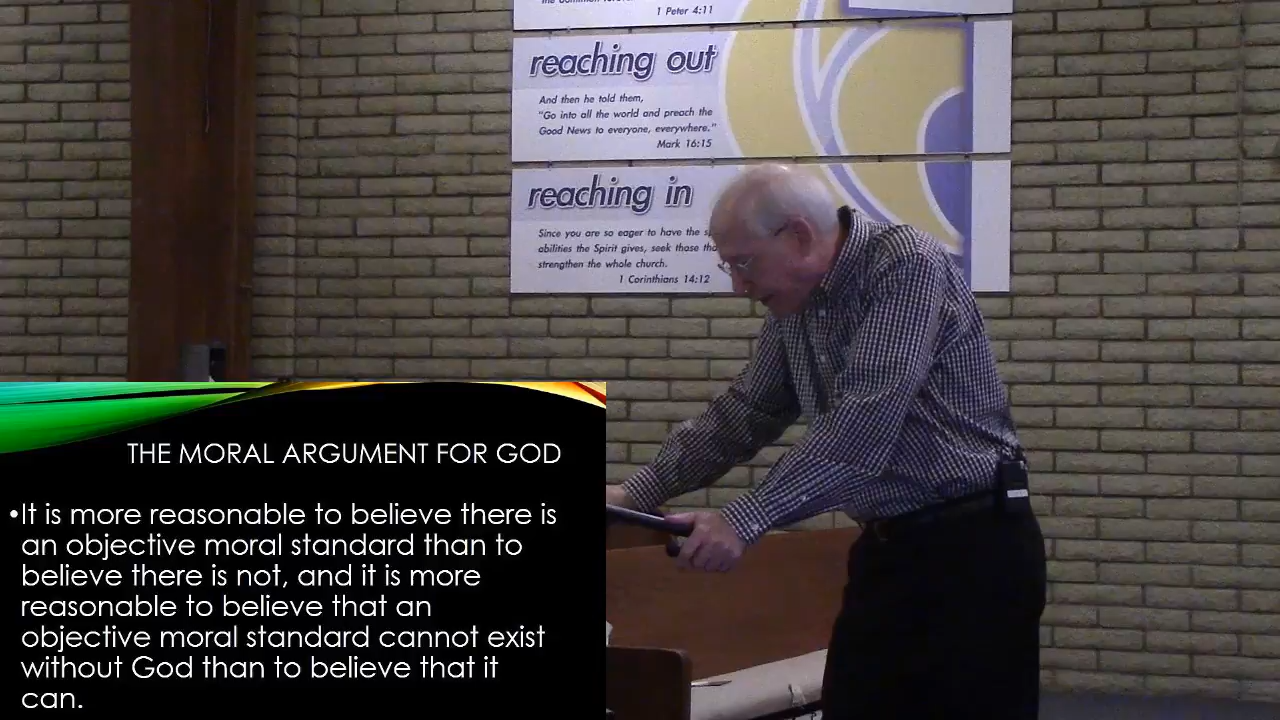 1 Peter 4:11
reaching out
And then he told them,
"Go into all the world and preach the
Good News to everyone, everywhere."
Mark 16:15
reaching in
Since you are so eager to have the
abilities the Spirit gives, seek those
strengthen the whole church.
1 Corinthians 14:12
THE MORAL ARGUMENT FOR GOD
•It is more reasonable to believe there is
an objective moral standard than to
believe there is not, and it is more
reasonable to believe that an
objective moral standard cannot exist
without God than to believe that it
can.